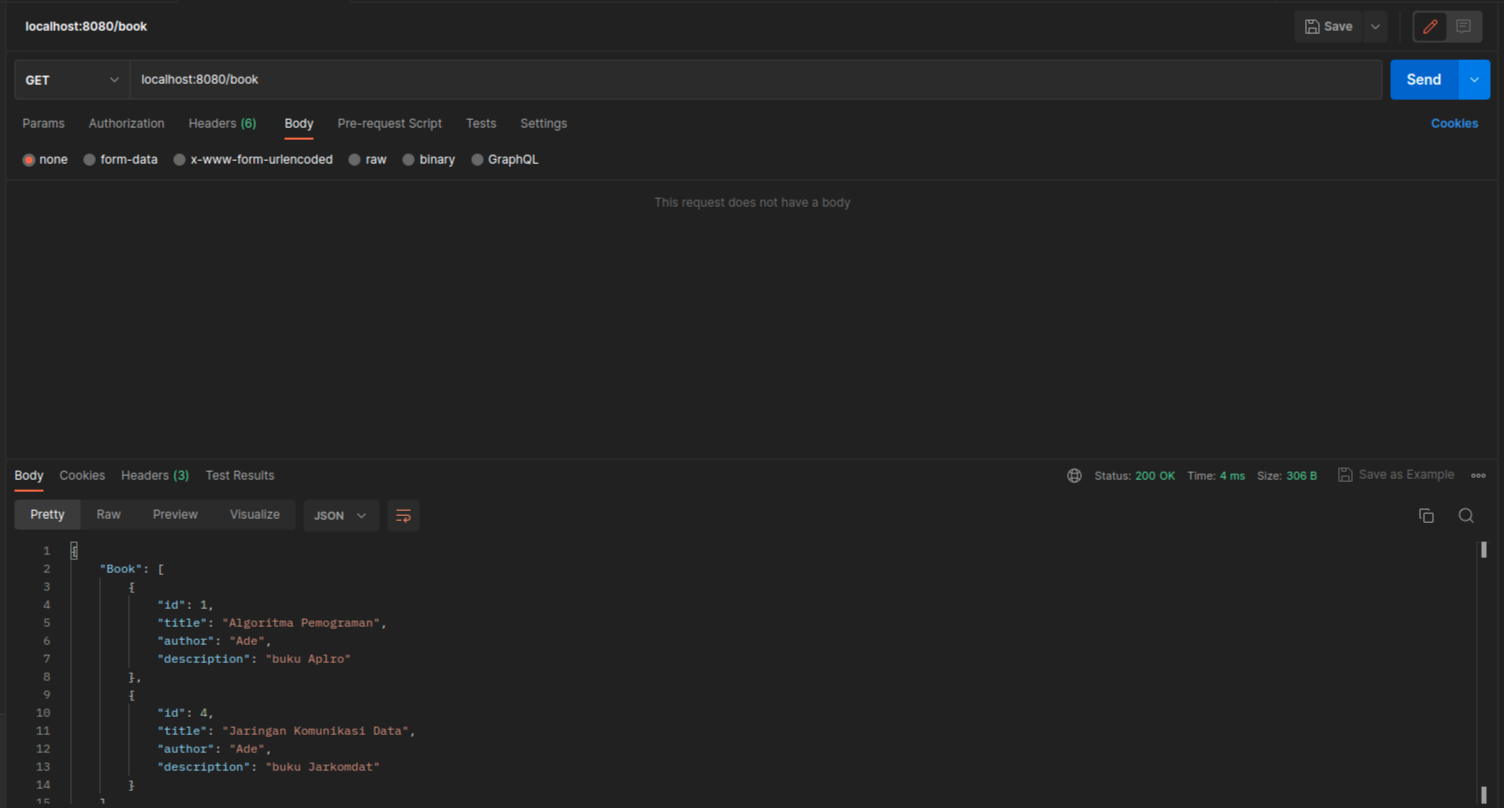 localhost:8080/book
Save
GET
localhost:8080/book
Send
Params Authorization Headers (6) Body Pre-request Script Tests Settings
Cookies
none form-data x-www-form-urlencoded raw binary GraphQL
This request does not have a body
Body Cookies Headers (3) Test Results
Status: 200 OK Time: 4 ms Size: 306 B Save as Example
Pretty Raw Preview Visualize JSON
1 {
2 "Book": [
3 {
4 "id": 1,
5 "title": "Algoritma Pemograman",
6 "author": "Ade",
7 "description": "buku Aplro"
8 },
9 {
10 "id": 4,
11 "title": "Jaringan Komunikasi Data",
12 "author": "Ade",
13 "description": "buku Jarkomdat"
14 }
15 ]